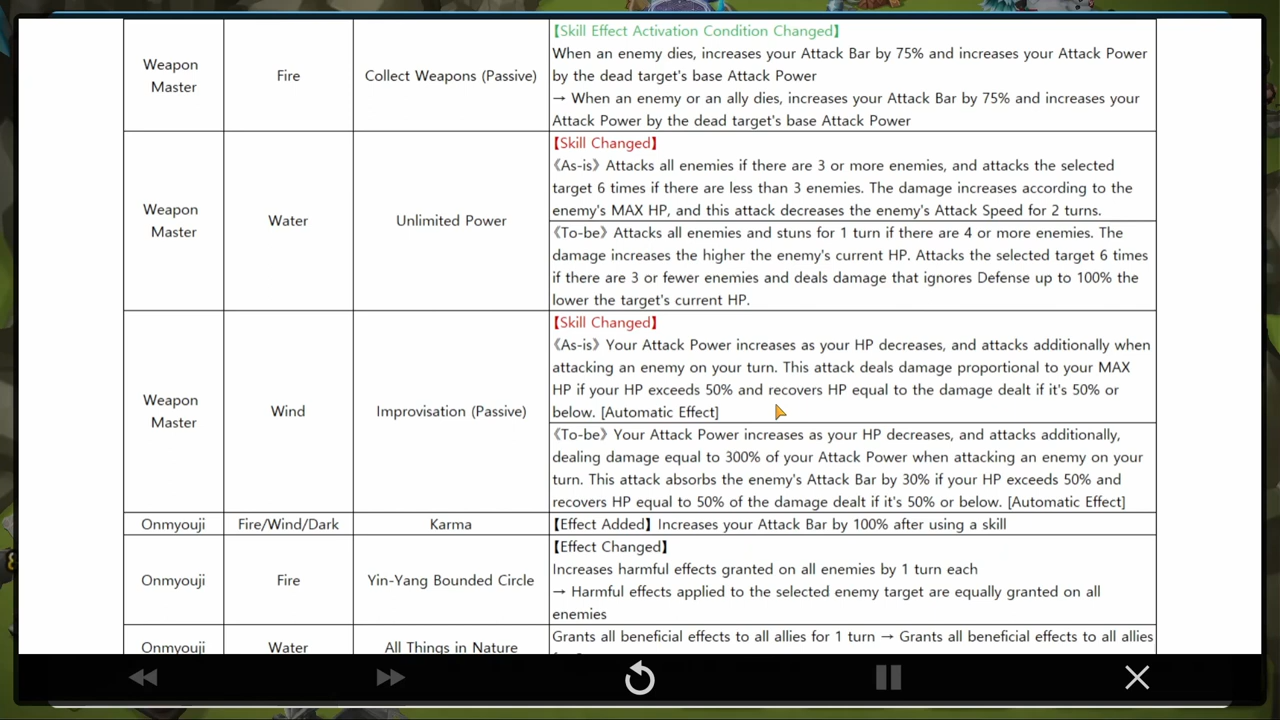 【Skill Effect Activation Condition Changed】
When an enemy dies, increases your Attack Bar by 75% and increases your Attack Power
by the dead target's base Attack Power
→ When an enemy or an ally dies, increases your Attack Bar by 75% and increases your
Attack Power by the dead target's base Attack Power
Weapon
Master
Fire
Collect Weapons (Passive)
【Skill Changed】
《As-is》 Attacks all enemies if there are 3 or more enemies, and attacks the selected
target 6 times if there are less than 3 enemies. The damage increases according to the
enemy's MAX HP, and this attack decreases the enemy's Attack Speed for 2 turns.
Weapon
Master
Water
Unlimited Power
《To-be》 Attacks all enemies and stuns for 1 turn if there are 4 or more enemies. The
damage increases the higher the enemy's current HP. Attacks the selected target 6 times
if there are 3 or fewer enemies and deals damage that ignores Defense up to 100% the
lower the target's current HP.
【Skill Changed】
《As-is》 Your Attack Power increases as your HP decreases, and attacks additionally when
attacking an enemy on your turn. This attack deals damage proportional to your MAX
HP if your HP exceeds 50% and recovers HP equal to the damage dealt if it's 50% or
below. [Automatic Effect]
Weapon
Master
Wind
Improvisation (Passive)
《To-be》 Your Attack Power increases as your HP decreases, and attacks additionally,
dealing damage equal to 300% of your Attack Power when attacking an enemy on your
turn. This attack absorbs the enemy's Attack Bar by 30% if your HP exceeds 50% and
recovers HP equal to 50% of the damage dealt if it's 50% or below. [Automatic Effect]
Onmyouji
Fire/Wind/Dark
Karma
【Effect Added】 Increases your Attack Bar by 100% after using a skill
Onmyouji
Fire
Yin-Yang Bounded Circle
【Effect Changed】
Increases harmful effects granted on all enemies by 1 turn each
→ Harmful effects applied to the selected enemy target are equally granted on all
enemies
Onmyouji
Water
All Things in Nature
Grants all beneficial effects to all allies for 1 turn → Grants all beneficial effects to all allies